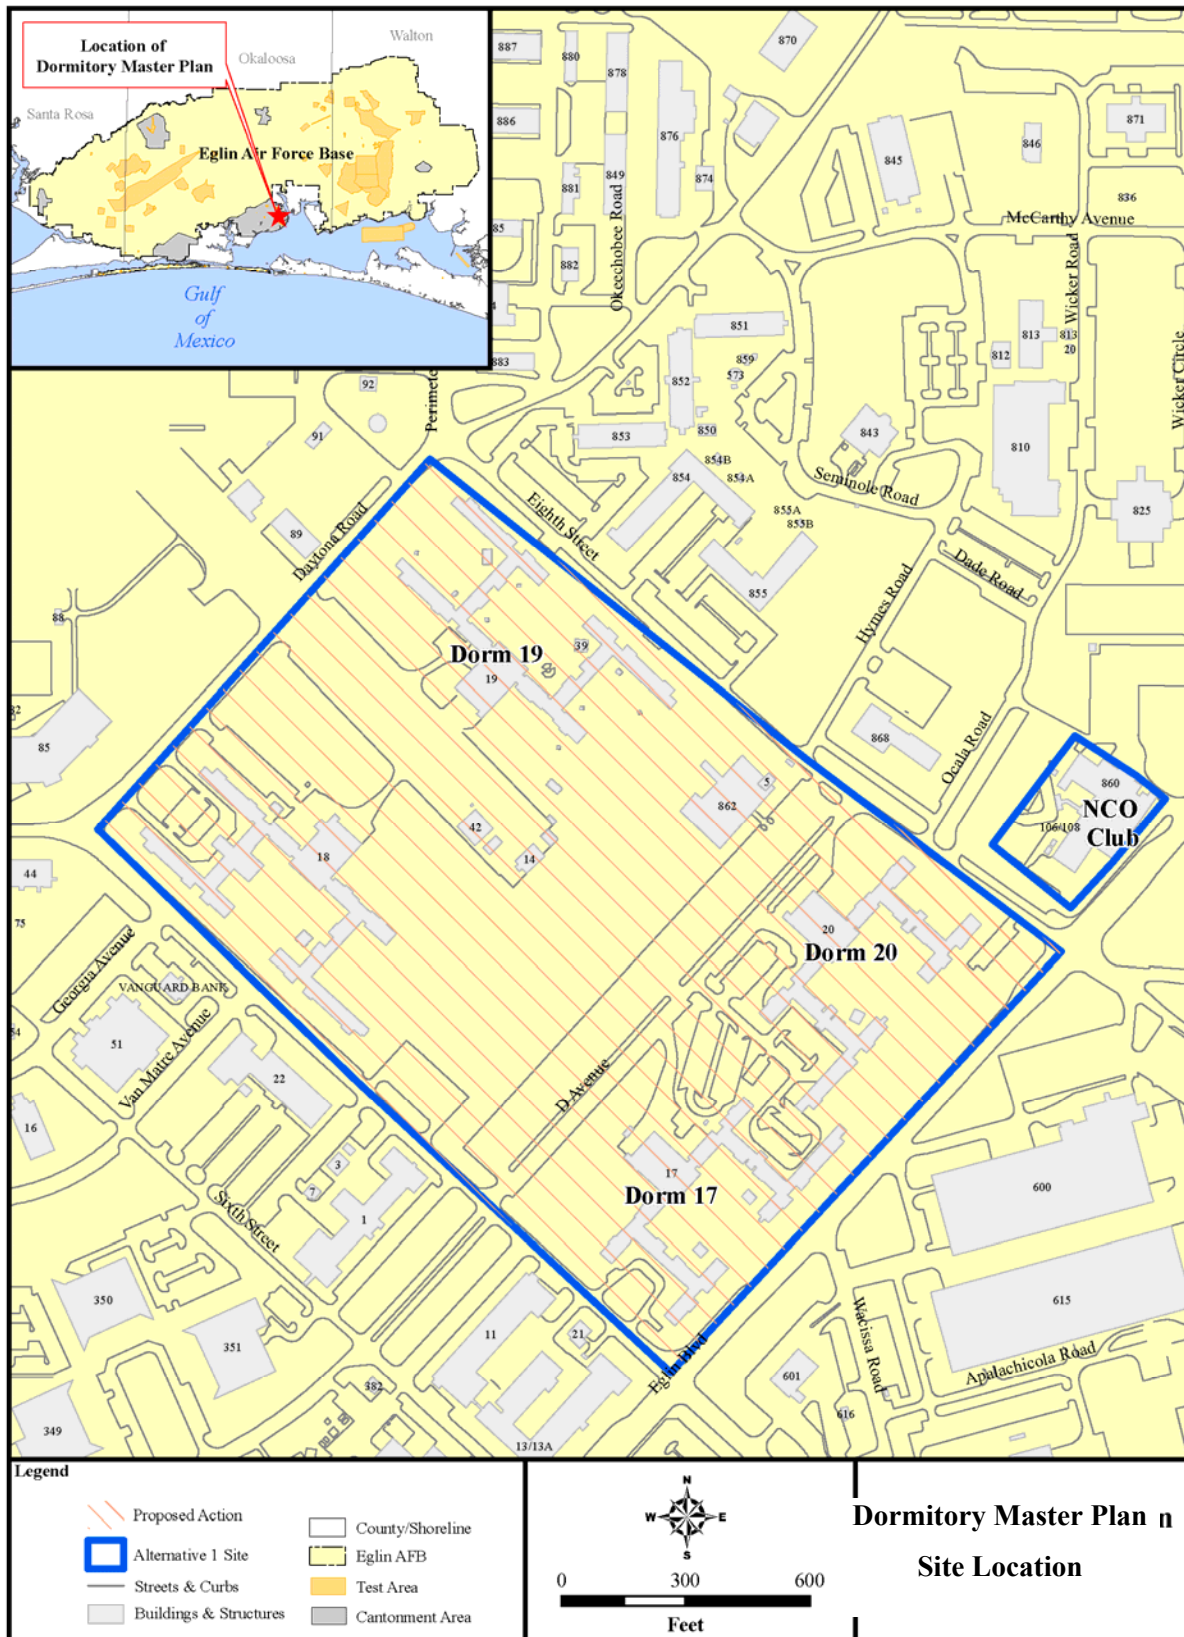 Location of
Dormitory Master Plan
Okaloosa
Walton
Santa Rosa
Eglin Air Force Base
Gulf
of
Mexico
887
880
878
870
876
886
849
881
874
85
882
883
Okeechobee Road
845
846
871
836
McCarthy Avenue
Wicker Road
Wicker Circle
813
813
20
812
810
825
851
859
573
852
850
853
854B
854
854A
843
Seminole Road
855A
855B
855
92
91
89
88
Daytona Road
Eighth Street
Dade Road
Hymes Road
868
Ocala Road
860
NCO
Club
106/108
Dorm 19
39
19
5
862
42
14
18
85
44
75
Georgia Avenue
VANGUARD BANK
51
Van Matre Avenue
22
16
3
7
1
Sixth Street
350
351
349
382
11
21
13/13A
D Avenue
20
Dorm 20
17
Dorm 17
Eglin Blvd
600
615
Wacissa Road
Apalachicola Road
601
616
Legend
Proposed Action
Alternative 1 Site
Streets & Curbs
Buildings & Structures
County/Shoreline
Eglin AFB
Test Area
Cantonment Area
N
W
E
S
0
300
600
Feet
Dormitory Master Plan n
Site Location